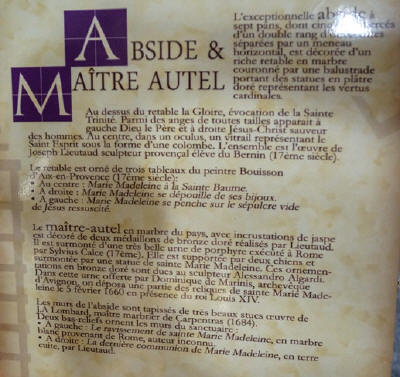 ABSIDE &
MAÎTRE AUTEL
L'exceptionnelle abside à
sept pans, dont cinq
d'un double rang d'
séparées par un meneau
horizontal, est décorée d'un
riche retable en marbre
couronné par une balustrade
portant des statues en plâtre
doré représentant les vertus
cardinales.
Au dessus du retable la Gloire, évocation de la Sainte
Trinité. Parmi des anges de toutes tailles apparaît à
gauche Dieu le Père et à droite Jésus-Christ sauveur
des hommes. Au centre, dans un oculus, un vitrail représentant le
Saint Esprit sous la forme d'une colombe. L'ensemble est l'œuvre de
Joseph Lieutaud sculpteur provençal élève du Bernin (17ème siècle).
Le retable est orné de trois tableaux du peintre Bouisson
d'Aix-en-Provence (17ème siècle):
• Au centre : Marie Madeleine à la Sainte Baume.
• A droite : Marie Madeleine se dépouille de ses bijoux.
• A gauche : Marie Madeleine se penche sur le sépulcre vide
de Jésus ressuscité.
Le maître-autel en marbre du pays, avec incrustations de jaspe
est décoré de deux médaillons de bronze doré réalisés par Lieutaud.
Il est surmonté d'une très belle urne de porphyre exécuté à Rome
par Sylvius Calce (17ème). Elle est supportée par deux chiens et
surmontée par une statue de sainte Marie Madeleine. Ces ornemen-
tations en bronze doré sont dues au sculpteur Alessandro Algardi.
Dans cette urne offerte par Dominique de Marinis, archevêque
d'Avignon, on déposa une partie des reliques de sainte Marie Made-
leine le 5 février 1660 en présence du roi Louis XIV.
Les murs de l'abside sont tapissés de très beaux stucs œuvre de
J.A Lombard, maître marbrier de Carpentras (1684).
Deux bas-reliefs ornent les murs du sanctuaire :
• A gauche : Le ravissement de sainte Marie Madeleine, en marbre
blanc provenant de Rome, auteur inconnu.
• A droite : La dernière communion de Marie Madeleine, en terre
cuite, par Lieutaud.